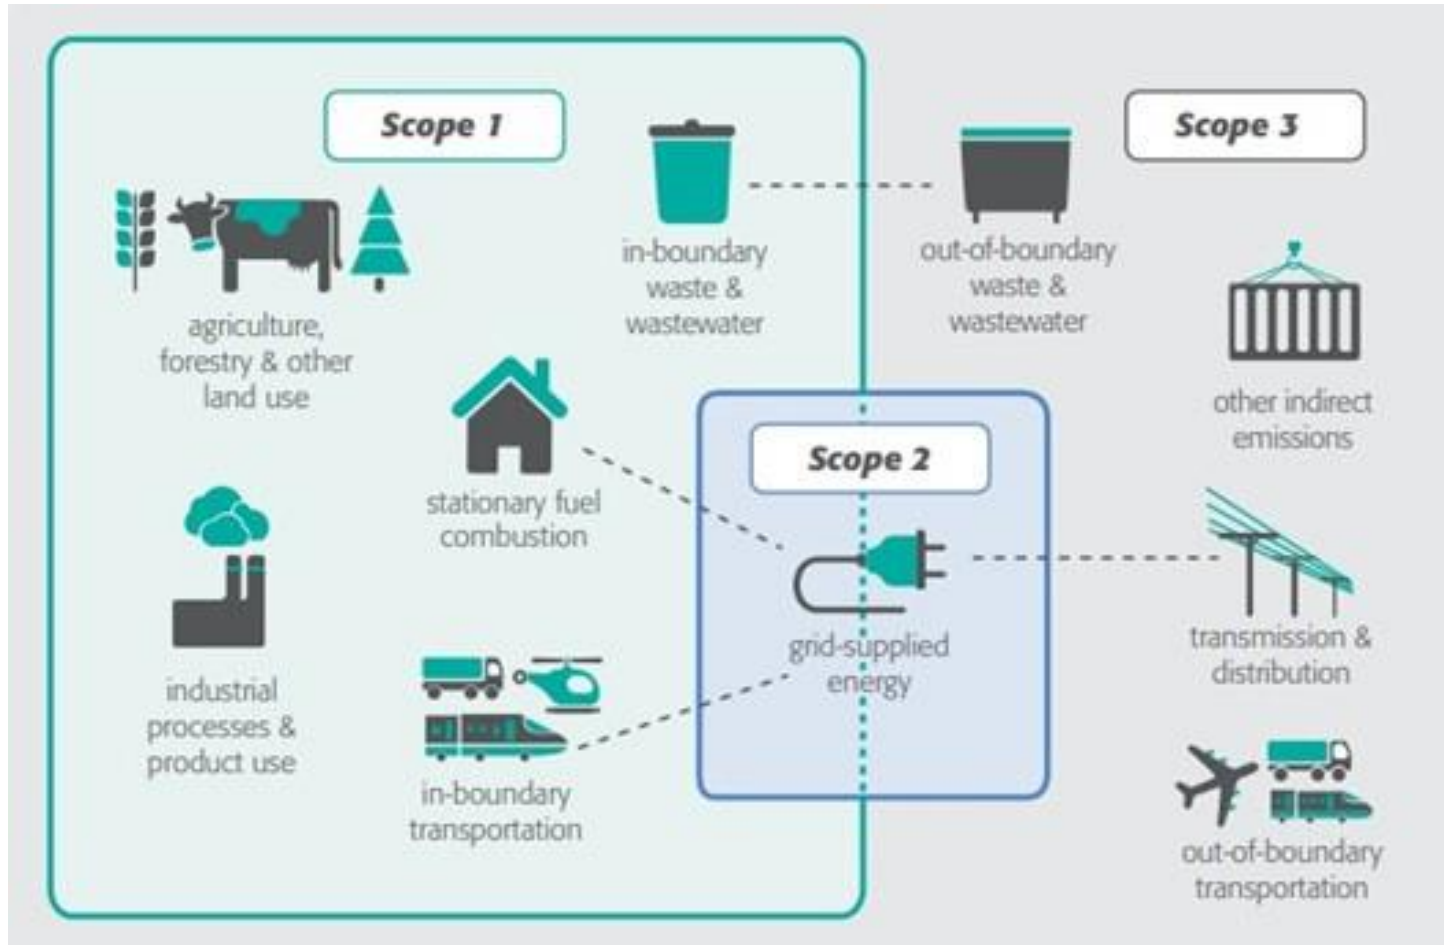 Scope 1
Scope 3
in-boundary
waste &
wastewater
out-of-boundary
waste &
wastewater
agriculture,
forestry & other
land use
other indirect
emissions
Scope 2
stationary fuel
combustion
grid-supplied
energy
transmission &
distribution
industrial
processes &
product use
in-boundary
transportation
out-of-boundary
transportation